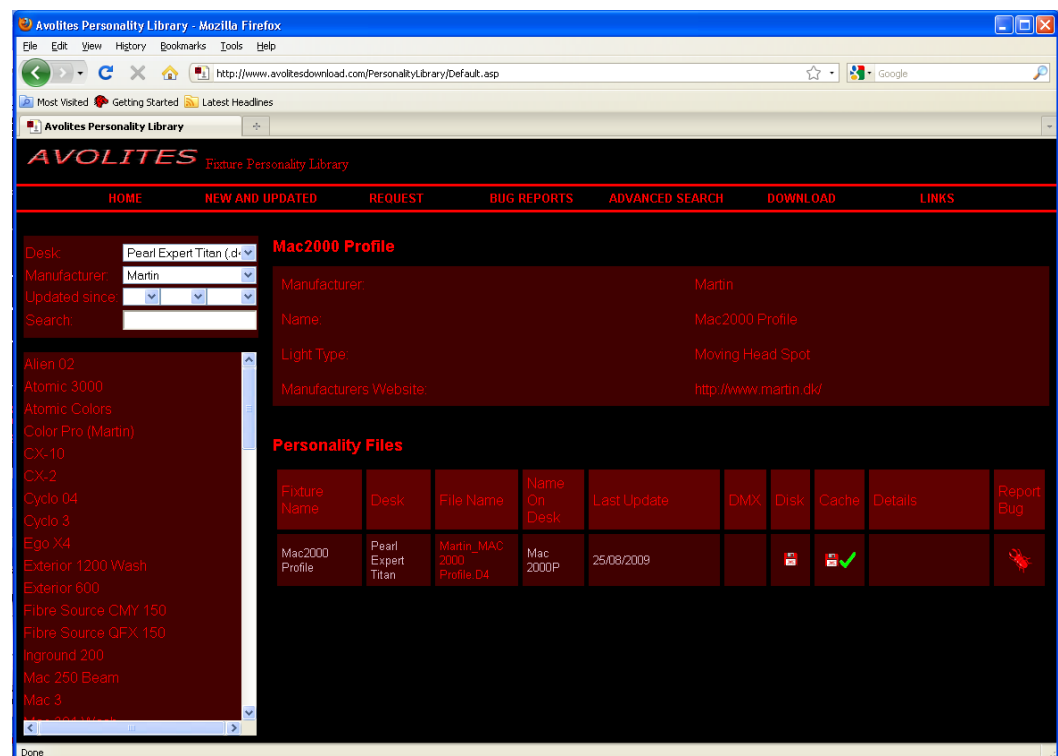 Avolites Personality Library - Mozilla Firefox
File Edit View History Bookmarks Tools Help
http://www.avolitesdownload.com/PersonalityLibrary/Default.asp
Google
Most Visited Getting Started Latest Headlines
Avolites Personality Library
AVOLITES Fixture Personality Library
HOME NEW AND UPDATED REQUEST BUG REPORTS ADVANCED SEARCH DOWNLOAD LINKS
Desk: Pearl Expert Titan (.d4
Manufacturer: Martin
Updated since:
Search:
Alien 02
Atomic 3000
Atomic Colors
Color Pro (Martin)
CX-10
CX-2
Cyclo 04
Cyclo 3
Ego X4
Exterior 1200 Wash
Exterior 600
Fibre Source CMY 150
Fibre Source QFX 150
Inground 200
Mac 250 Beam
Mac 3
Mac2000 Profile
Manufacturer: Martin
Name: Mac2000 Profile
Light Type: Moving Head Spot
Manufacturers Website: http://www.martin.dk/
Personality Files
Fixture Name Desk File Name Name On Desk Last Update DMX Disk Cache Details Report Bug
Mac2000 Profile Pearl Expert Titan Martin_MAC 2000 Profile.D4 Mac 2000P 25/08/2009
Done